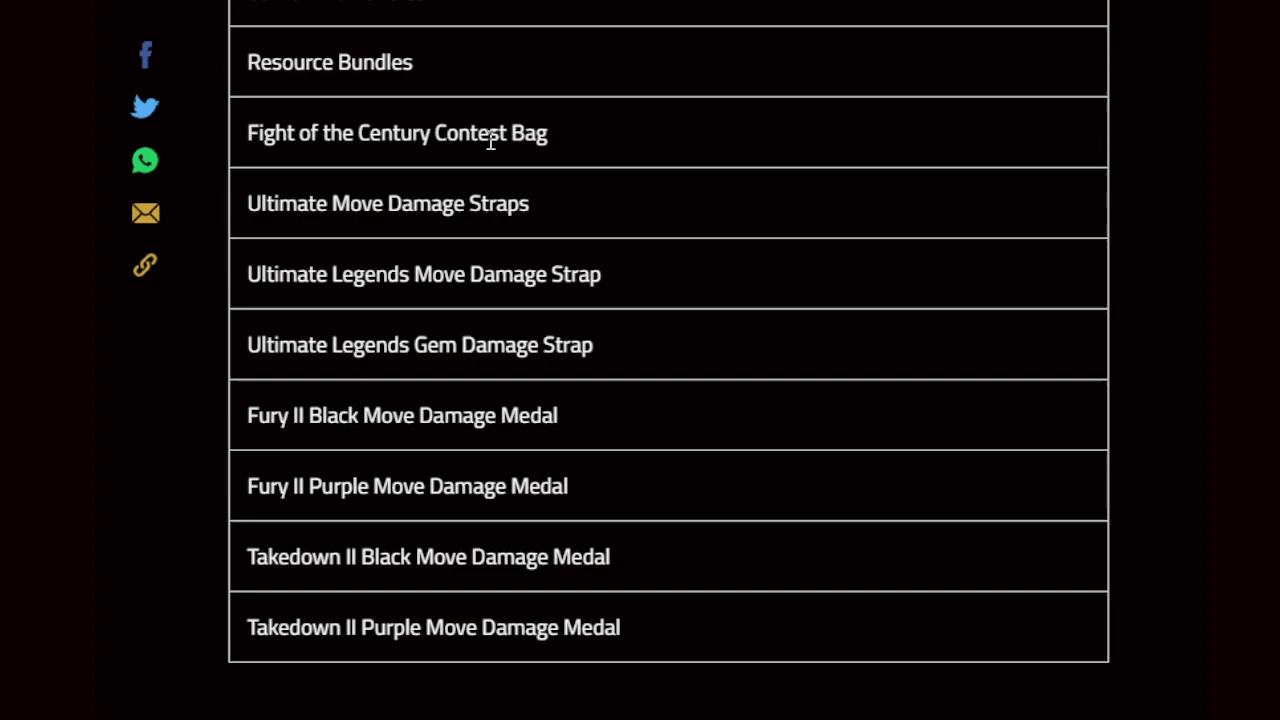 Resource Bundles
Fight of the Century Contest Bag
Ultimate Move Damage Straps
Ultimate Legends Move Damage Strap
Ultimate Legends Gem Damage Strap
Fury II Black Move Damage Medal
Fury II Purple Move Damage Medal
Takedown II Black Move Damage Medal
Takedown II Purple Move Damage Medal